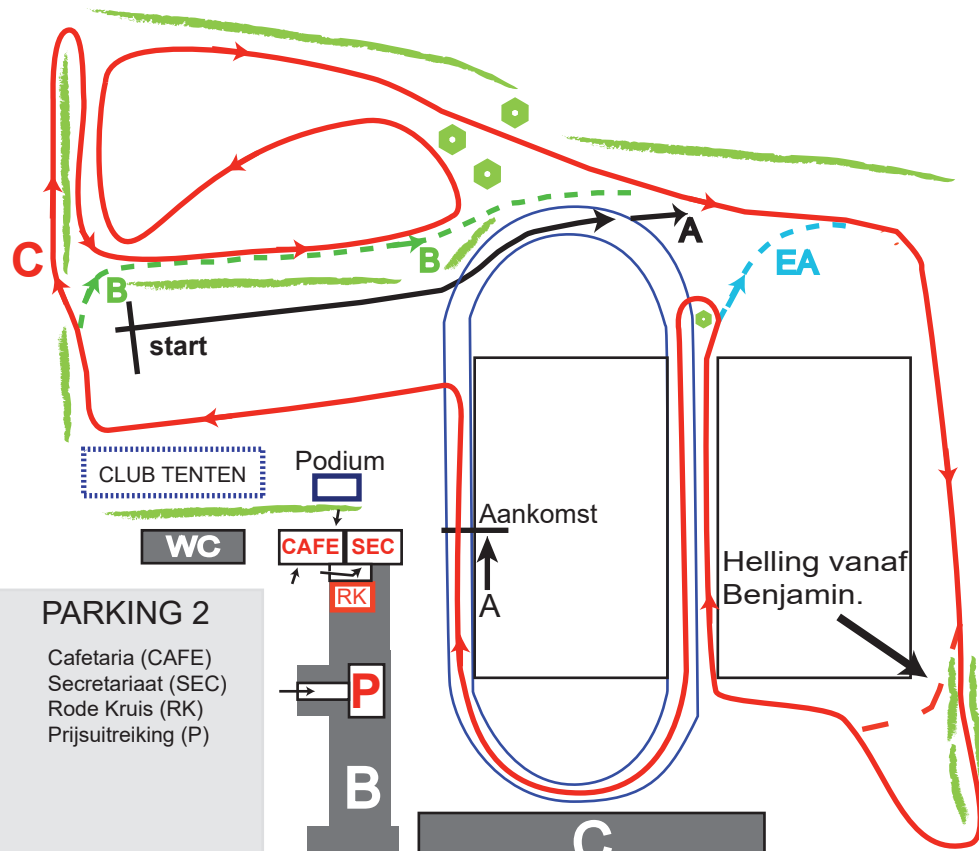 A
C
B
B
EA
start
CLUB TENTEN
Podium
Aankomst
WC
CAFE
SEC
Helling vanaf
Benjamin.
RK
A
PARKING 2
Cafetaria (CAFE)
Secretariaat (SEC)
Rode Kruis (RK)
Prijsuitreiking (P)
P
B
C